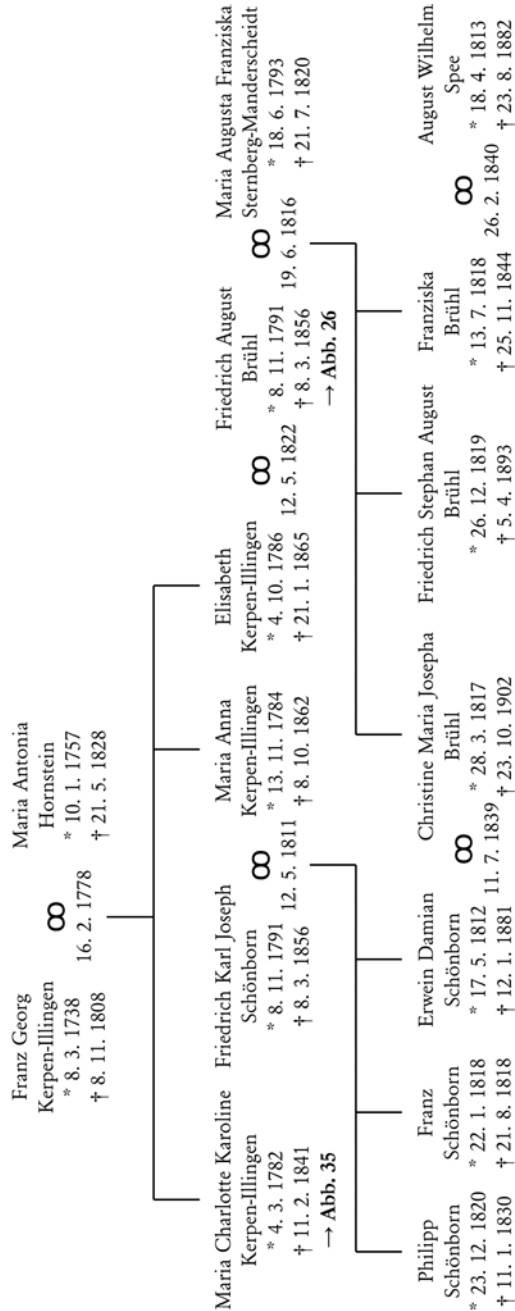 Franz Georg
Kerpen-Illingen
* 8. 3. 1738
† 8. 11. 1808
∞
16. 2. 1778
Maria Antonia
Hornstein
* 10. 1. 1757
† 21. 5. 1828
Maria Charlotte Karoline
Kerpen-Illingen
* 4. 3. 1782
† 11. 2. 1841
→ Abb. 35
Friedrich Karl Joseph
Schönborn
* 8. 11. 1791
† 8. 3. 1856
∞
12. 5. 1811
Maria Anna
Kerpen-Illingen
* 13. 11. 1784
† 8. 10. 1862
Elisabeth
Kerpen-Illingen
* 4. 10. 1786
† 21. 1. 1865
∞
12. 5. 1822
Friedrich August
Brühl
* 8. 11. 1791
† 8. 3. 1856
→ Abb. 26
∞
19. 6. 1816
Maria Augusta Franziska
Sternberg-Manderscheidt
* 18. 6. 1793
† 21. 7. 1820
Philipp
Schönborn
* 23. 12. 1820
† 11. 1. 1830
Franz
Schönborn
* 22. 1. 1818
† 21. 8. 1818
Erwein Damian
Schönborn
* 17. 5. 1812
† 12. 1. 1881
∞
11. 7. 1839
Christine Maria Josepha
Brühl
* 28. 3. 1817
† 23. 10. 1902
Friedrich Stephan August
Brühl
* 26. 12. 1819
† 5. 4. 1893
Franziska
Brühl
* 13. 7. 1818
† 25. 11. 1844
∞
26. 2. 1840
August Wilhelm
Spee
* 18. 4. 1813
† 23. 8. 1882